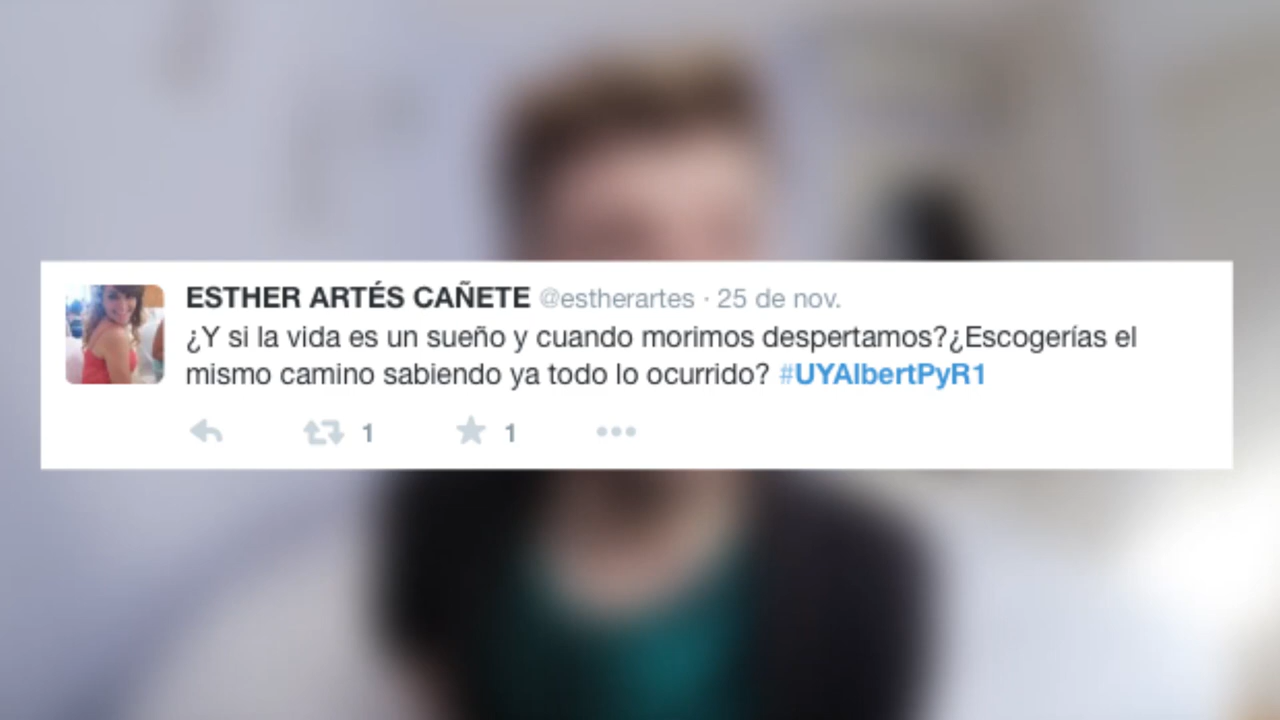 ESTHER ARTÉS CAÑETE @estherartes · 25 de nov.
¿Y si la vida es un sueño y cuando morimos despertamos?¿Escogerías el
mismo camino sabiendo ya todo lo ocurrido? #UYAlbertPyR1
1 1